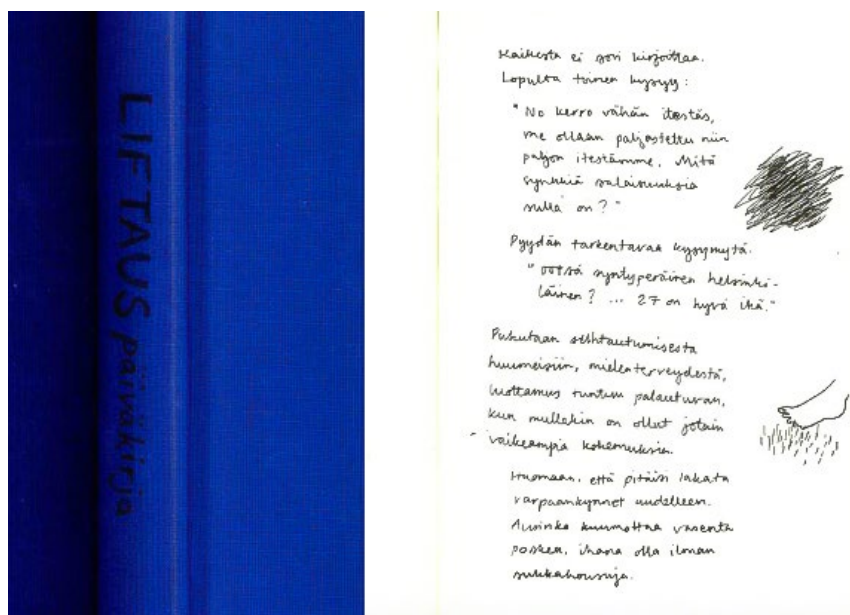 LIFTAUS päiväkirja
Kaikesta ei voi kirjoittaa.
Lopulta toinen kysyy:
"No kerro vähän itestäs,
me ollaan paljastettu niin
paljon itestämme. Mitä
synkkiä salaisuuksia
sulla on?"
Pyydän tarkentavaa kysymystä.
"ootsä syntyperäinen helsinki-
läinen? ... 27 on hyvä ikä."
Puhutaan suhtautumisesta
huumeisiin, mielenterveydestä,
luottamus tuntuu palautuvan,
kun mullakin on ollut jotain
vaikeampia kokemuksia.
Huomaan, että pitäisi lakata
varpaankynnet uudelleen.
Aurinko kuumottaa vasenta
poskea, ihana olla ilman
sukkahousuja.